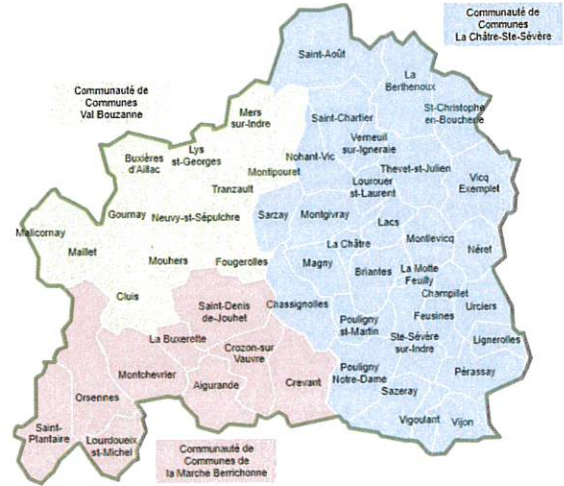 Communauté de
Communes
La Châtre-Ste-Sévère
Saint-Août
La
Berthenoux
Communauté de
Communes
Val Bouzanne
St-Christophe
en-Boucherie
Mers
sur-Indre
Saint-Chartier
Verneuil
sur-Igneraie
Lys
st-Georges
Buxières
d'Aillac
Nohant-Vic
Montipouret
Thevet-st-Julien
Vicq
Exemplet
Lourouer
st-Laurent
Tranzault
Gournay
Neuvy-st-Sépulchre
Sarzay
Montgivray
Lacs
Malicornay
Maillet
La Châtre
Montlevicq
Néret
Mouhers
Fougerolles
Magny
Briantes
La Motte
Feuilly
Champillet
Cluis
Saint-Denis
de-Jouhet
Chassignolles
Urciers
Feusines
Pouligny
st-Martin
Ste-Sévère
sur-Indre
Lignerolles
La Buxerette
Crozon-sur
Vauvre
Montchevrier
Aigurande
Crevant
Pouligny
Notre-Dame
Pérassay
Sazeray
Orsennes
Saint-
Plantaire
Lourdoueix
st-Michel
Vigoulant
Vijon
Communauté de
Communes de
la Marche Berrichonne